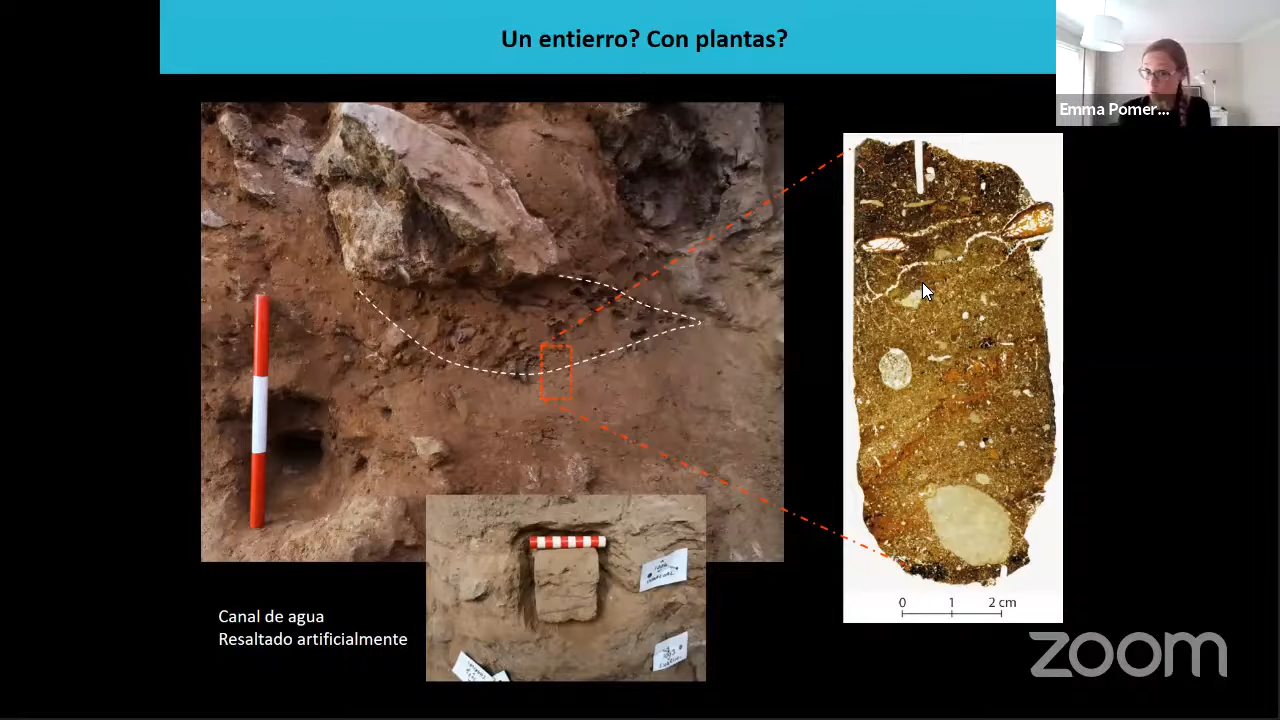 Un entierro? Con plantas?
Emma Pomer...
0 1 2 cm
Canal de agua
Resaltado artificialmente
zoom